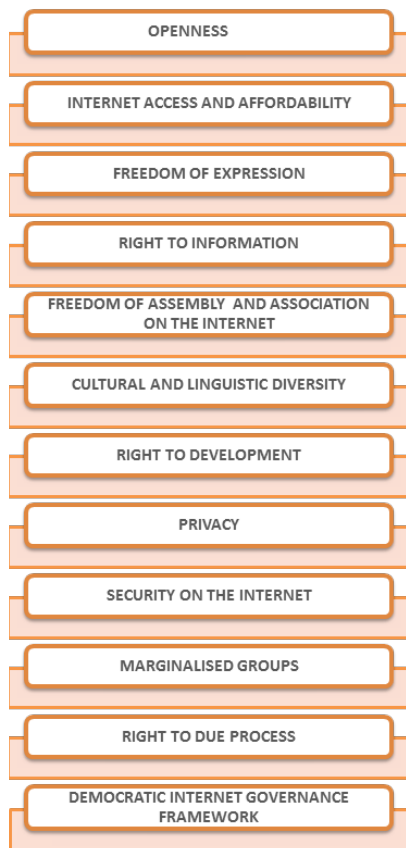 OPENNESS
INTERNET ACCESS AND AFFORDABILITY
FREEDOM OF EXPRESSION
RIGHT TO INFORMATION
FREEDOM OF ASSEMBLY AND ASSOCIATION
ON THE INTERNET
CULTURAL AND LINGUISTIC DIVERSITY
RIGHT TO DEVELOPMENT
PRIVACY
SECURITY ON THE INTERNET
MARGINALISED GROUPS
RIGHT TO DUE PROCESS
DEMOCRATIC INTERNET GOVERNANCE
FRAMEWORK